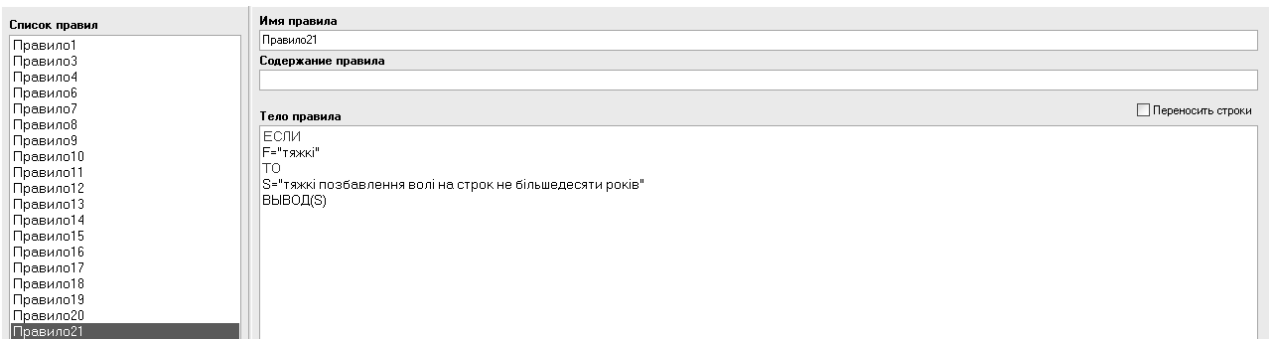 Список правил
Правило1
Правило3
Правило4
Правило6
Правило7
Правило8
Правило9
Правило10
Правило11
Правило12
Правило13
Правило14
Правило15
Правило16
Правило17
Правило18
Правило19
Правило20
Правило21
Имя правила
Правило21
Содержание правила
Тело правила
Переносить строки
ЕСЛИ
F="тяжкі"
ТО
S="тяжкі позбавлення волі на строк не більшедесяти років"
ВЫВОД(S)